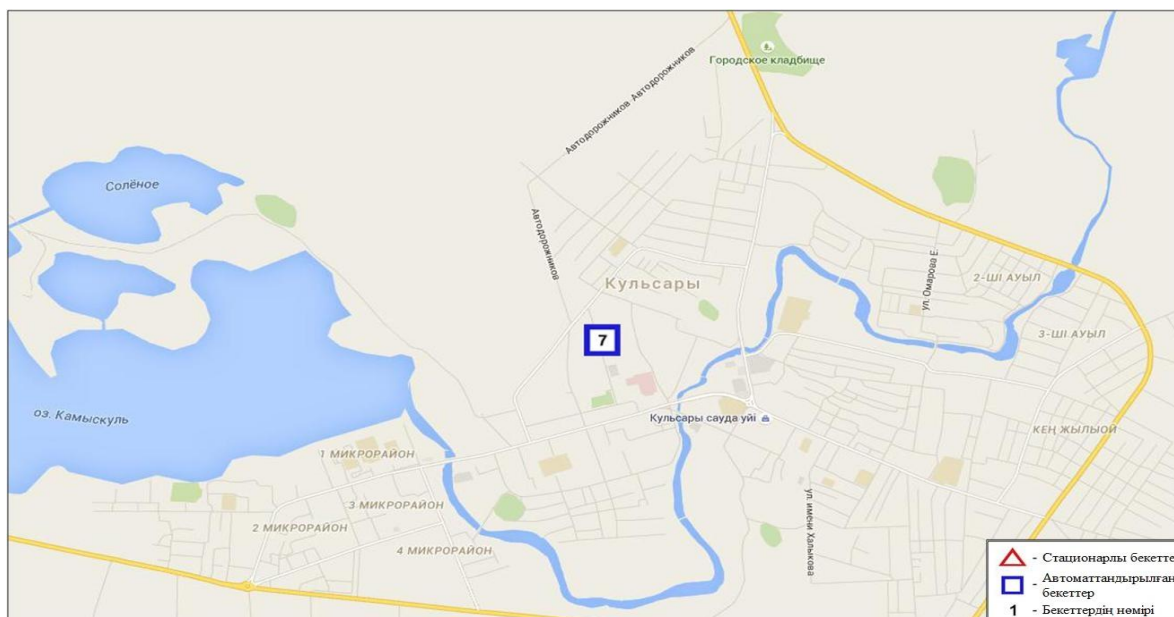 Городское кладбище
Автодорожников Автодорожников
Солёное
Автодорожников
ул. Омарова Е.
2-ШІ АУЫЛ
Кульсары
3-ШІ АУЫЛ
7
оз. Камыскуль
Кульсары сауда уйі
КЕҢ ЖЫЛЫОЙ
1 МИКРОРАЙОН
3 МИКРОРАЙОН
2 МИКРОРАЙОН
4 МИКРОРАЙОН
ул. имени Халыкова
- Стационарлы бекетте
- Автоматтандырылған
бекеттер
1 - Бекеттердің нөмірі